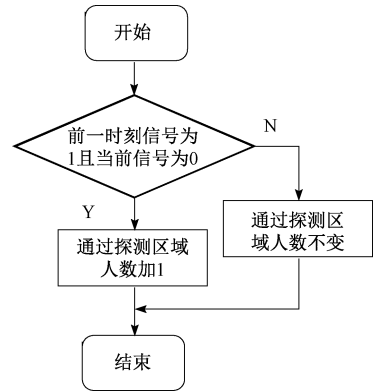 开始
前一时刻信号为
1且当前信号为0
N
Y
通过探测区
域人数不变
通过探测区域
人数加1
结束